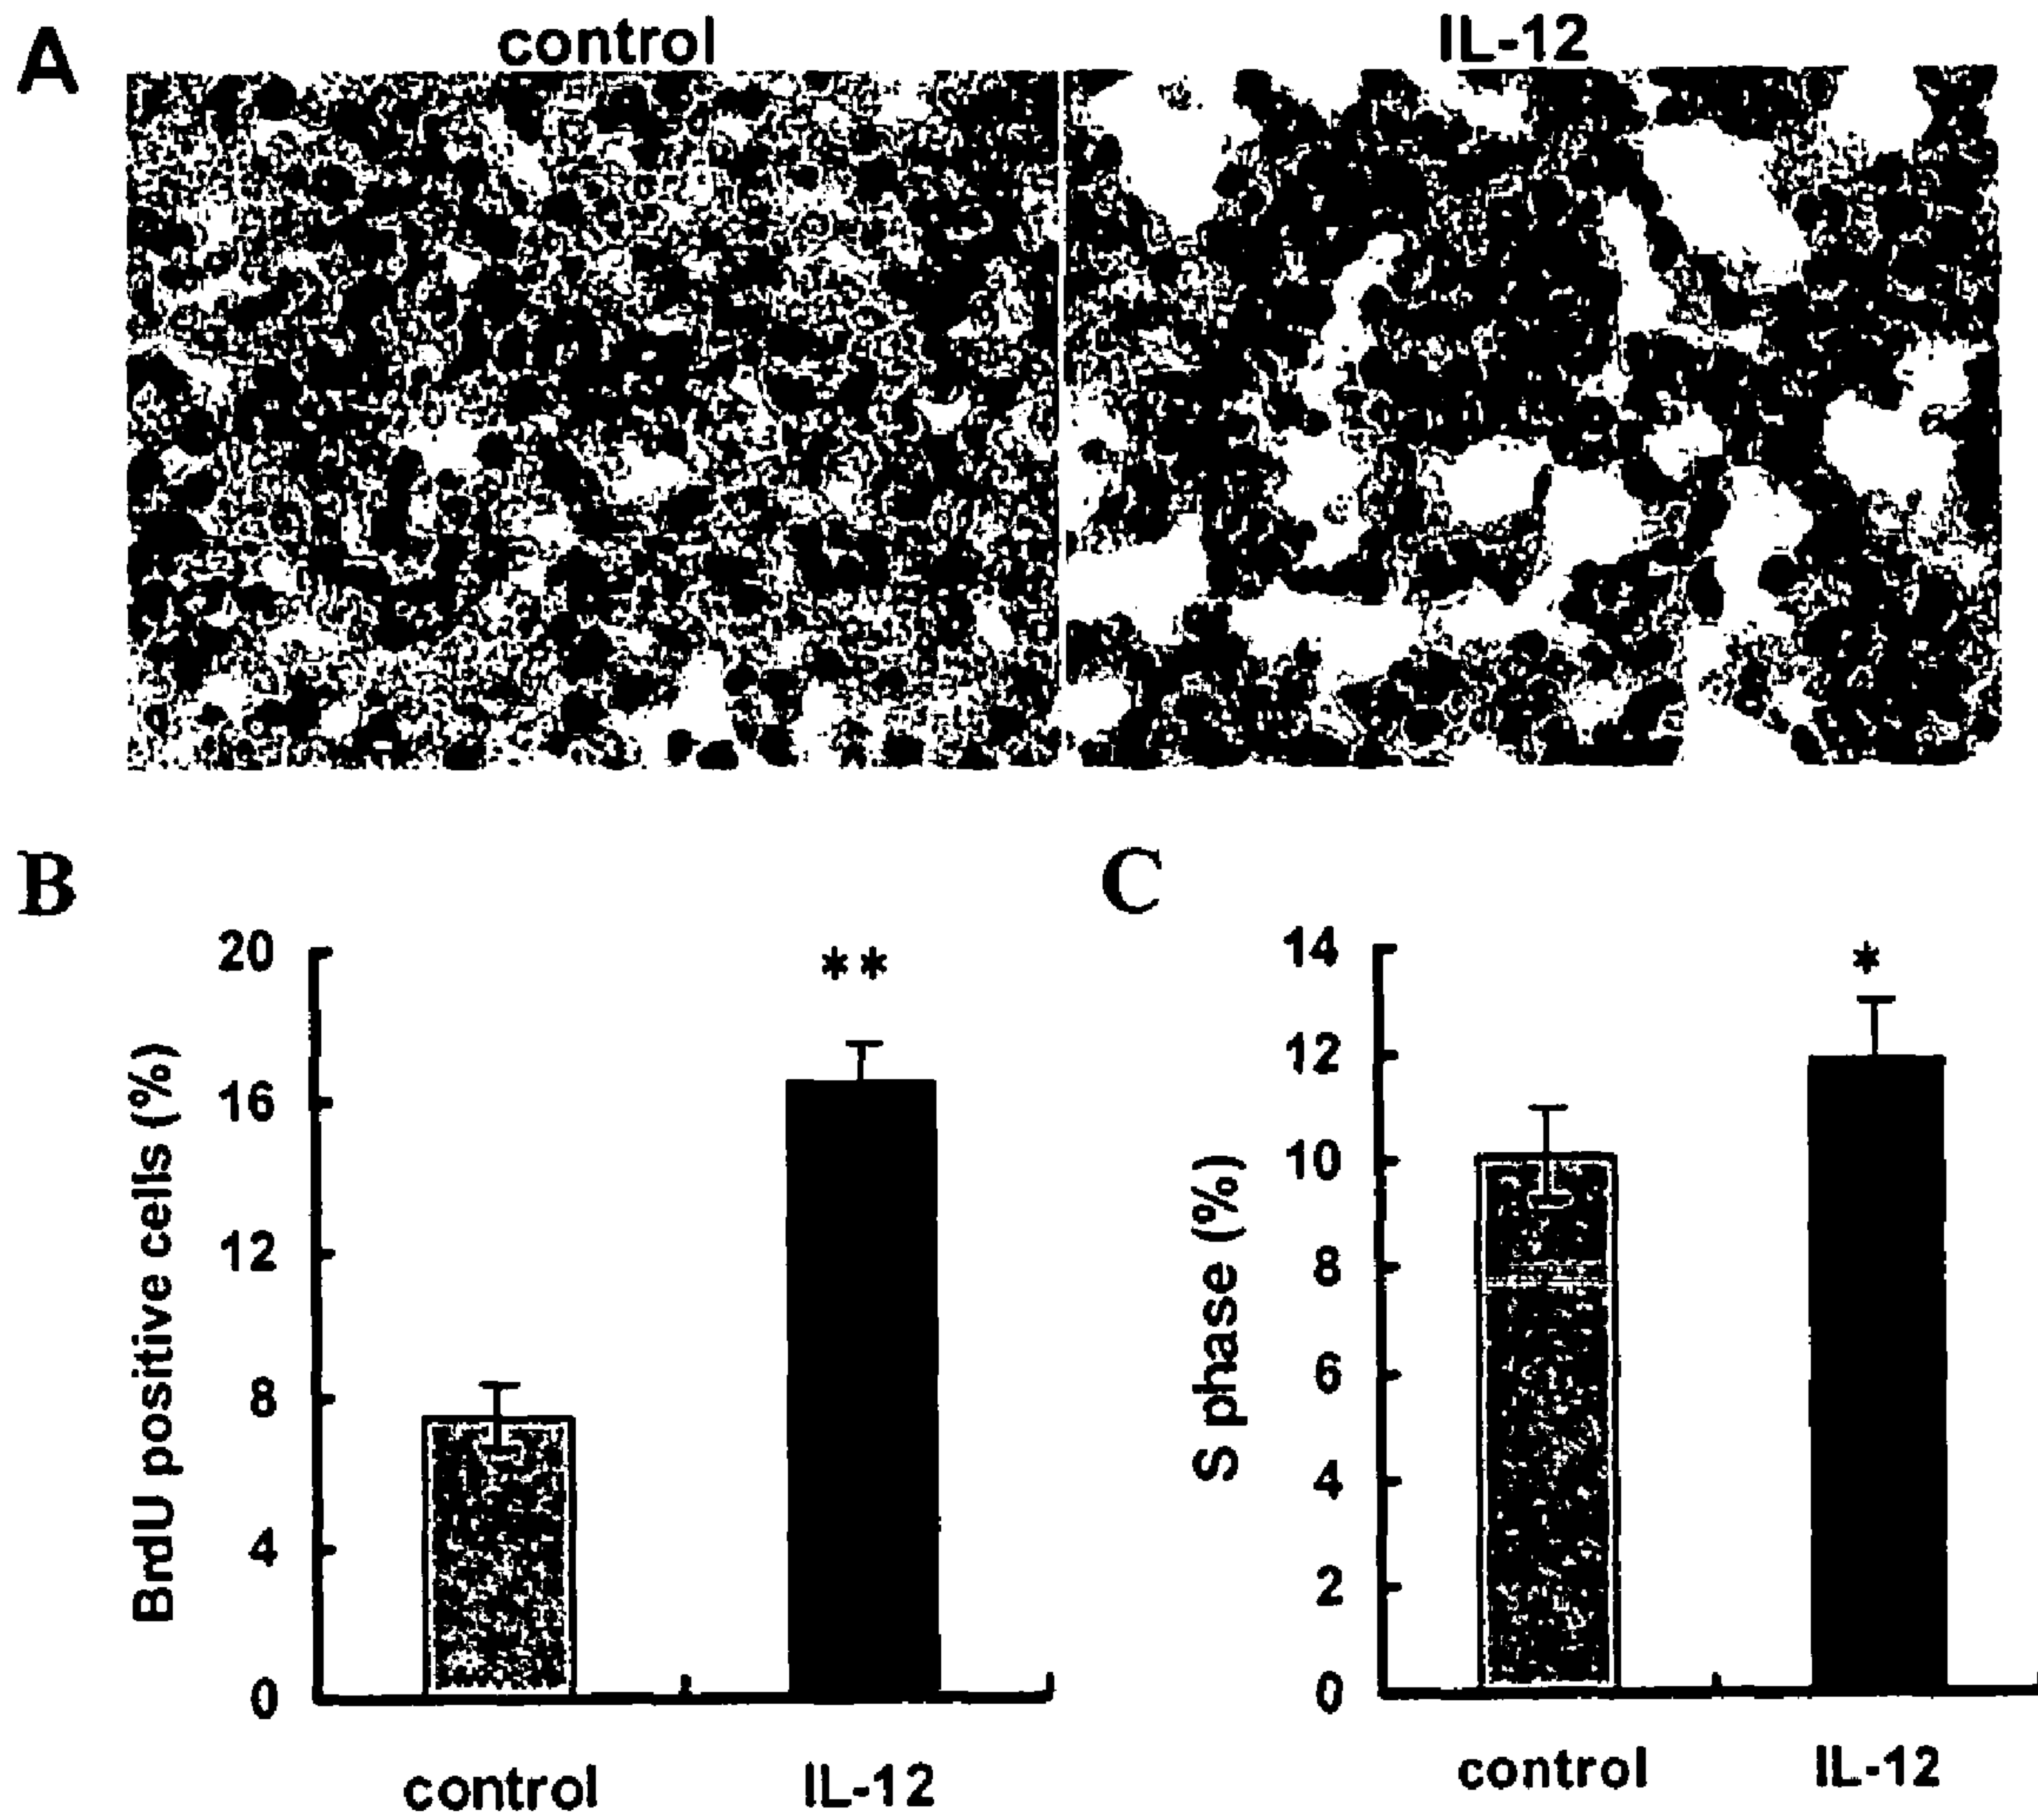 A
control
IL-12
B
C
BrdU positive cells (%)
20
16
12
8
4
0
**
control
IL-12
S phase (%)
14
12
10
8
6
4
2
0
*
control
IL-12